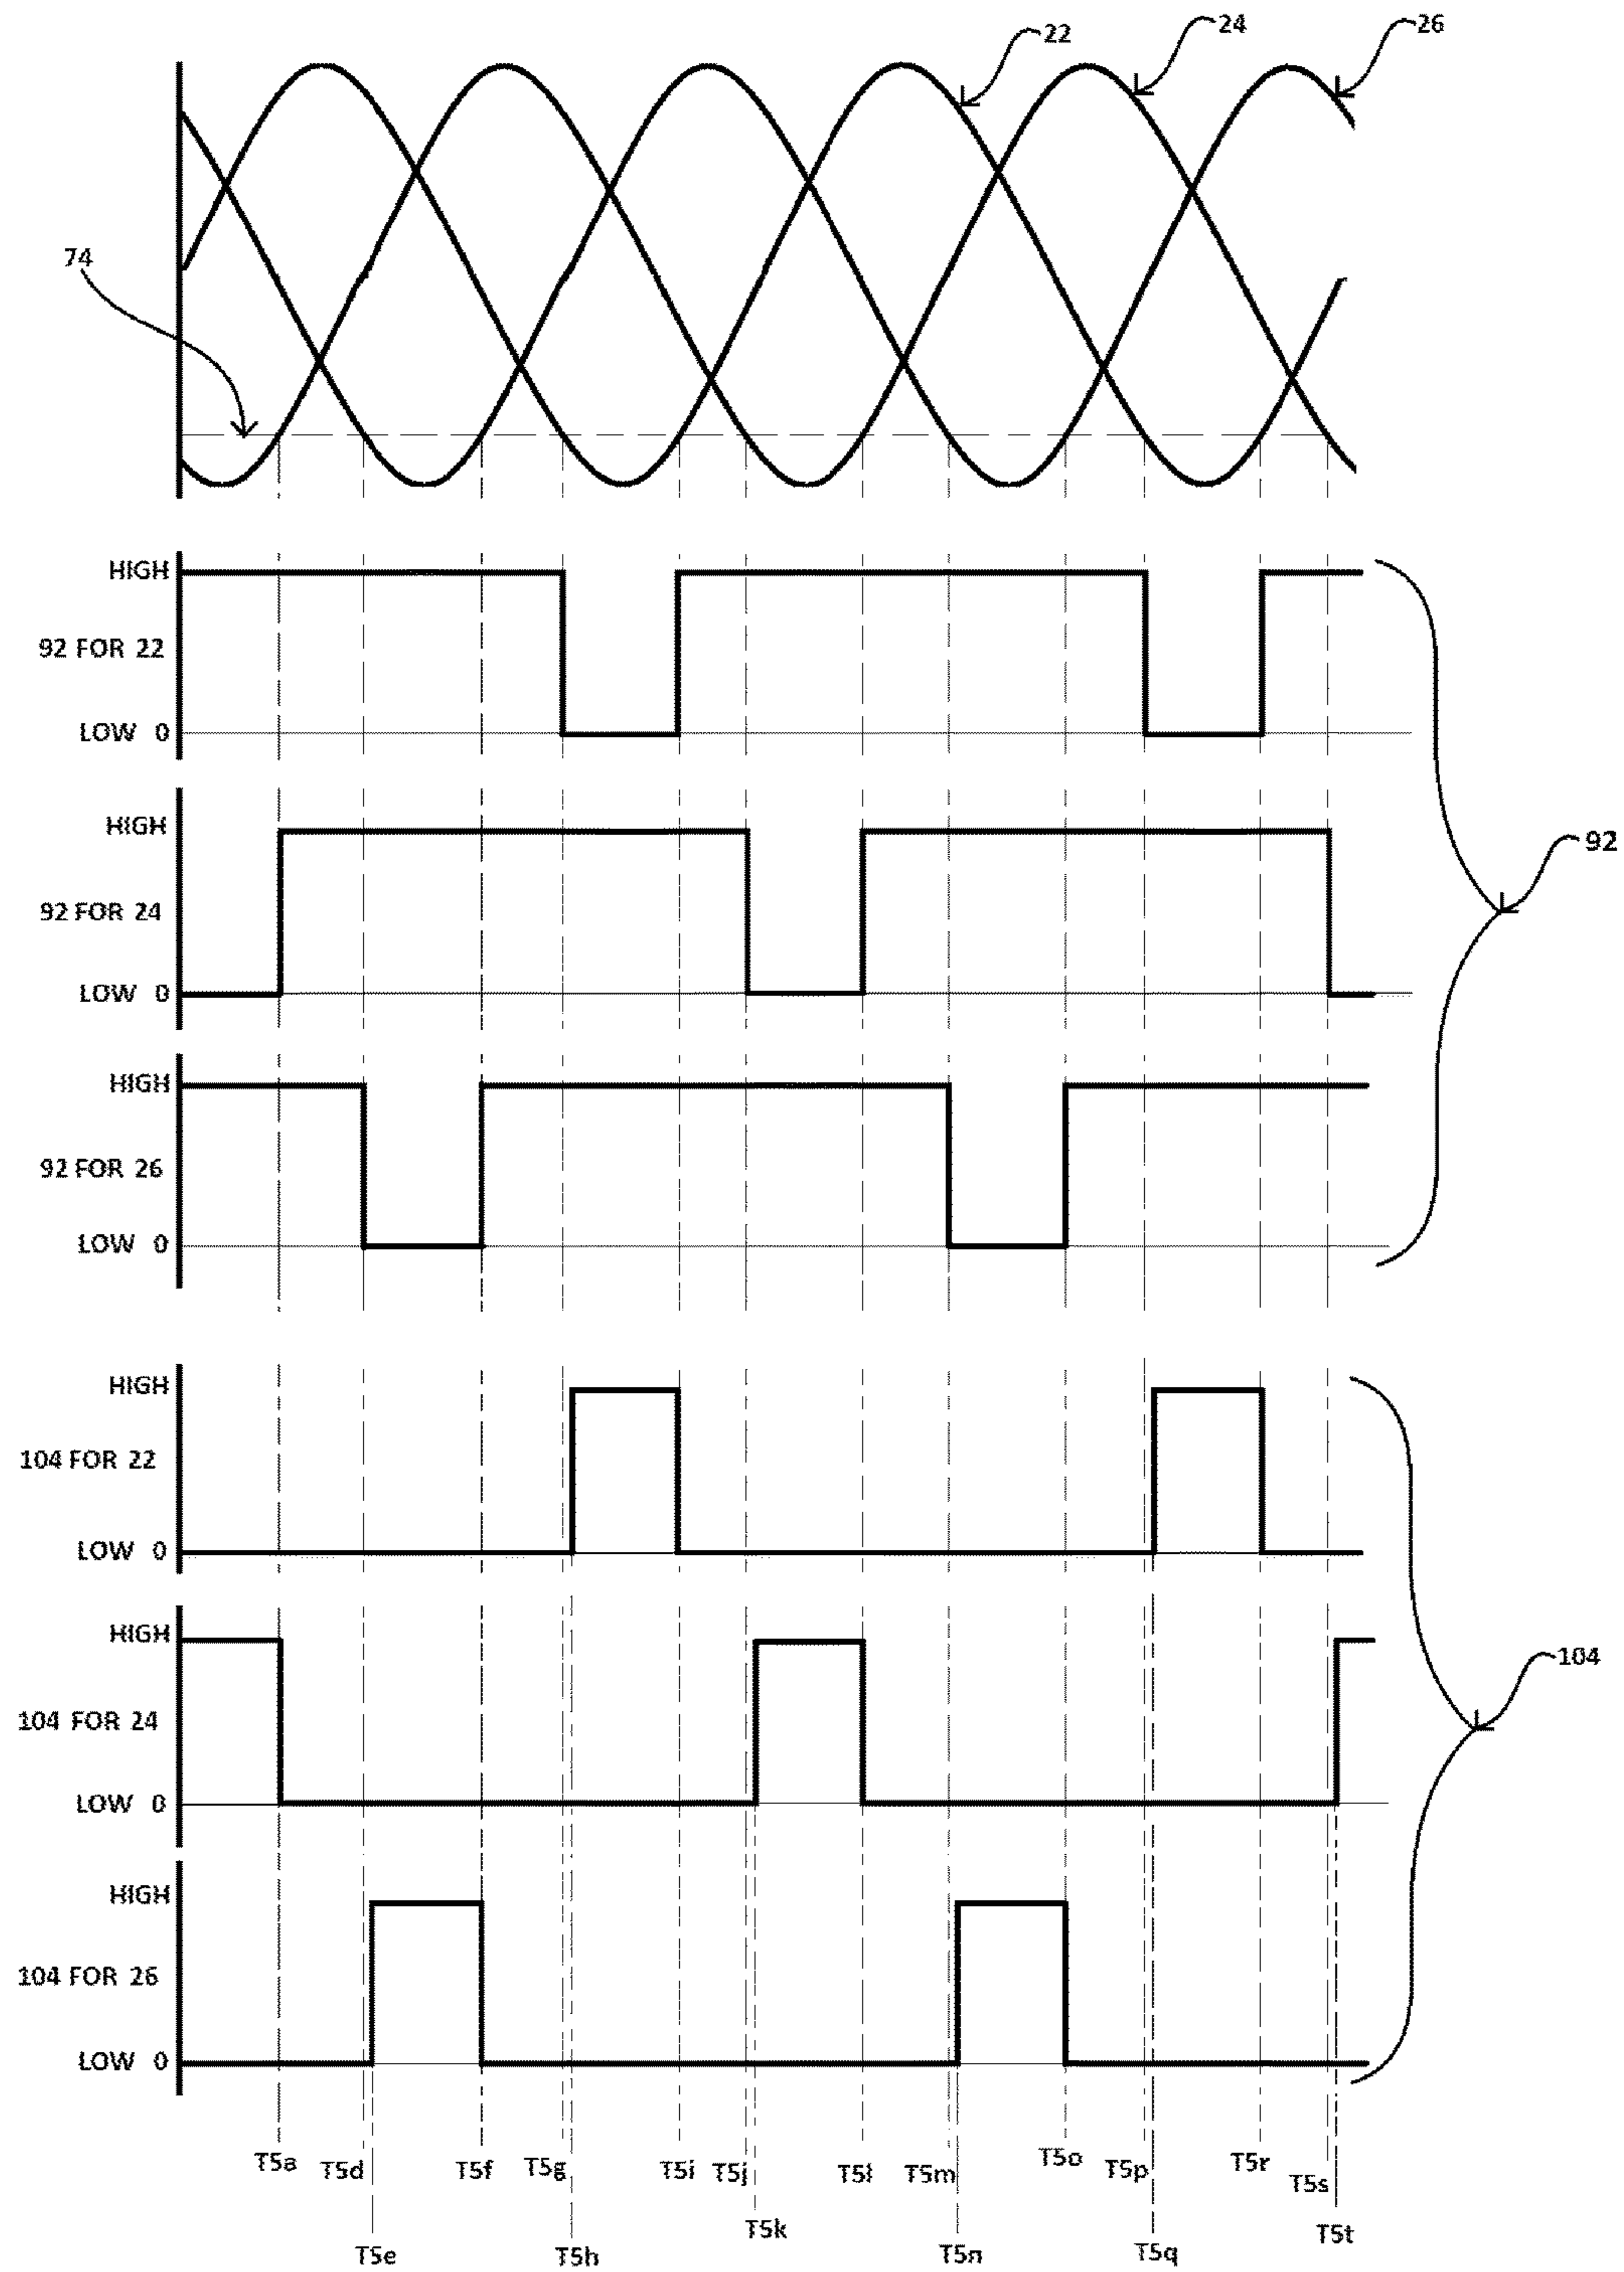 22
24
26
74
HIGH
92 FOR 22
LOW 0
HIGH
92 FOR 24
LOW 0
92
HIGH
92 FOR 26
LOW 0
HIGH
104 FOR 22
LOW 0
HIGH
104 FOR 24
LOW 0
104
HIGH
104 FOR 26
LOW 0
T5a T5d T5f T5g T5i T5j T5l T5m T5o T5p T5r T5s
T5e T5h T5k T5n T5q T5t